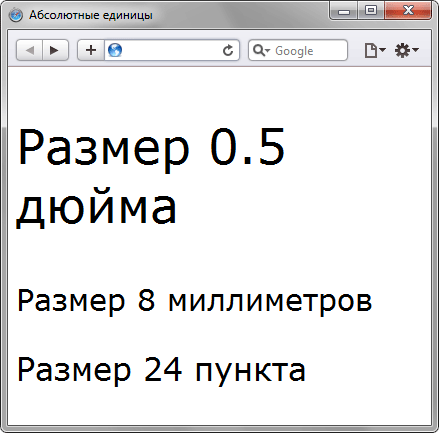 Абсолютные единицы
Google
Размер 0.5
дюйма
Размер 8 миллиметров
Размер 24 пункта